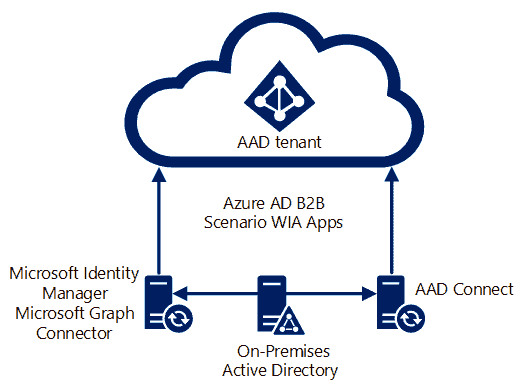 AAD tenant
Azure AD B2B
Scenario WIA Apps
Microsoft Identity
Manager
Microsoft Graph
Connector
AAD Connect
On-Premises
Active Directory